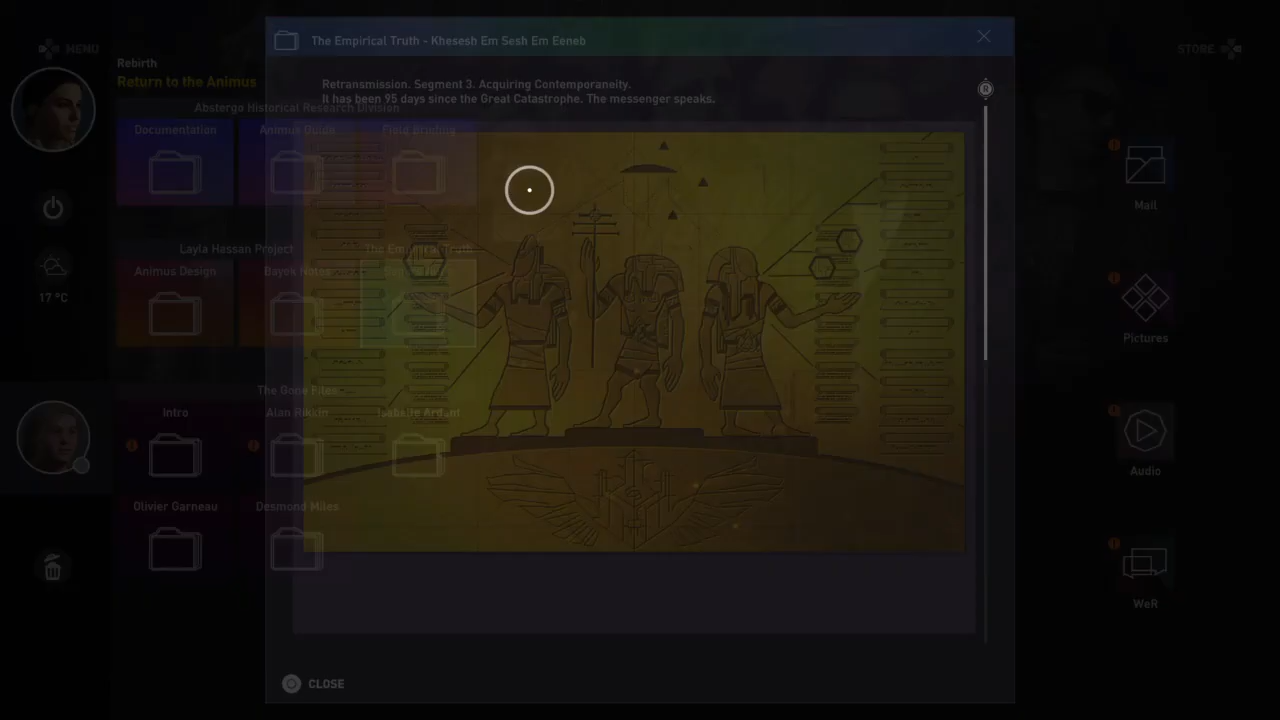 MENU
STORE
The Empirical Truth - Khesesh Em Sesh Em Eeneb
Rebirth
Return to the Animus
Retransmission. Segment 3. Acquiring Contemporaneity.
It has been 95 days since the Great Catastrophe. The messenger speaks.
R
Abstergo Historical Research Division
Documentation
Animus Guide
Field Briefing
Mail
Layla Hassan Project
The Empirical Truth
Animus Design
Bayek Notes
17 °C
Pictures
The Gone Files
Intro
Alan Rikkin
Isabelle Ardant
Audio
Olivier Garneau
Desmond Miles
WeR
CLOSE